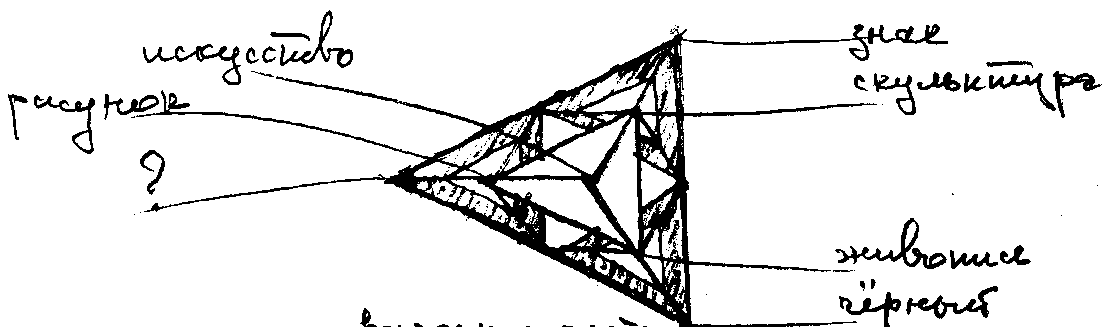 искусство
рисунок
?
знак
скульптура
живопись
чёрный